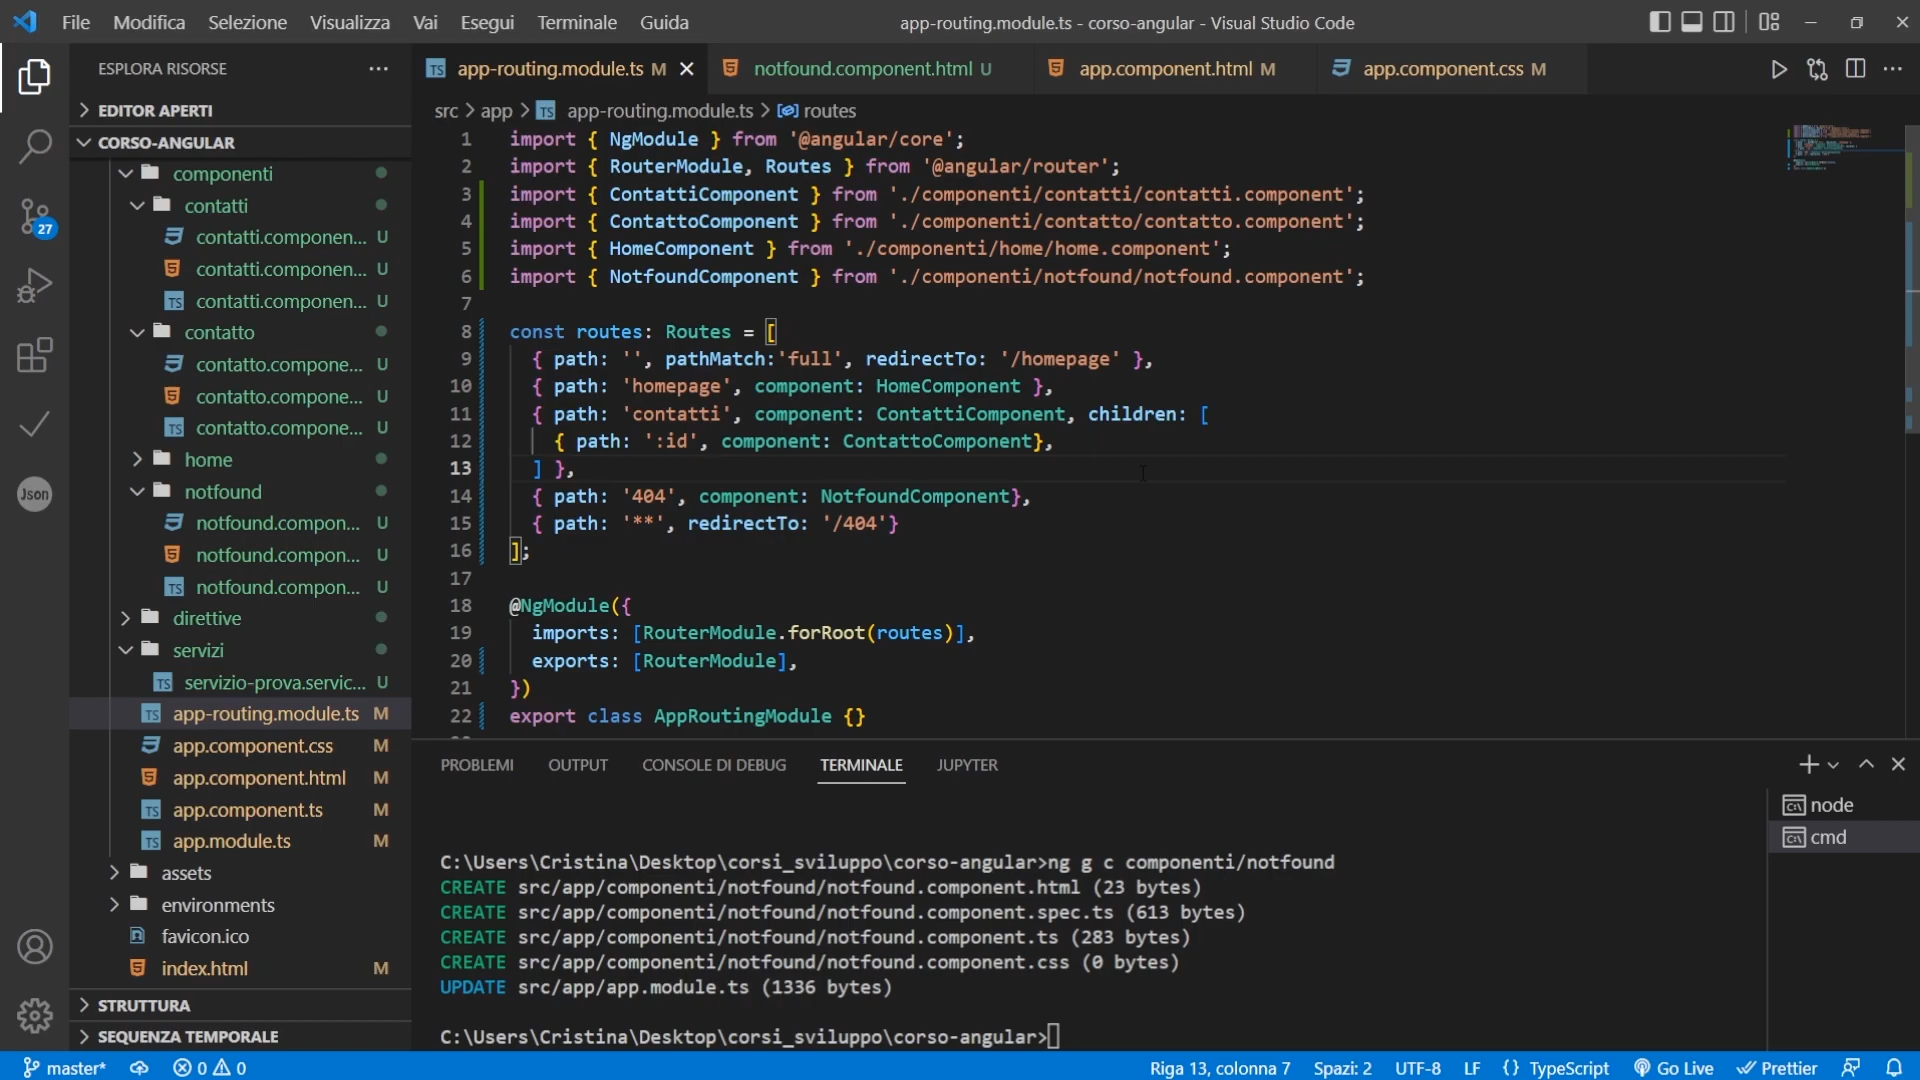 File Modifica Selezione Visualizza Vai Esegui Terminale Guida
app-routing.module.ts - corso-angular - Visual Studio Code
ESPLORA RISORSE
EDITOR APERTI
CORSO-ANGULAR
componenti
contatti
contatti.componen... U
contatti.componen... U
TS contatti.componen... U
contatto
contatto.compone... U
contatto.compone... U
TS contatto.compone... U
home
notfound
notfound.compon... U
notfound.compon... U
TS notfound.compon... U
direttive
servizi
TS servizio-prova.servic... U
TS app-routing.module.ts M
app.component.css M
app.component.html M
TS app.component.ts M
TS app.module.ts M
assets
environments
favicon.ico
index.html M
STRUTTURA
SEQUENZA TEMPORALE
27
Json
TS app-routing.module.ts M
notfound.component.html U
app.component.html M
app.component.css M
src > app > TS app-routing.module.ts > routes
1 import { NgModule } from '@angular/core';
2 import { RouterModule, Routes } from '@angular/router';
3 import { ContattiComponent } from './componenti/contatti/contatti.component';
4 import { ContattoComponent } from './componenti/contatto/contatto.component';
5 import { HomeComponent } from './componenti/home/home.component';
6 import { NotfoundComponent } from './componenti/notfound/notfound.component';
7
8 const routes: Routes = [
9 { path: '', pathMatch:'full', redirectTo: '/homepage' },
10 { path: 'homepage', component: HomeComponent },
11 { path: 'contatti', component: ContattiComponent, children: [
12 { path: ':id', component: ContattoComponent},
13 ] },
14 { path: '404', component: NotfoundComponent},
15 { path: '**', redirectTo: '/404'}
16 ];
17
18 @NgModule({
19 imports: [RouterModule.forRoot(routes)],
20 exports: [RouterModule],
21 })
22 export class AppRoutingModule {}
PROBLEMI OUTPUT CONSOLE DI DEBUG TERMINALE JUPYTER
node
cmd
C:\Users\Cristina\Desktop\corsi_sviluppo\corso-angular>ng g c componenti/notfound
CREATE src/app/componenti/notfound/notfound.component.html (23 bytes)
CREATE src/app/componenti/notfound/notfound.component.spec.ts (613 bytes)
CREATE src/app/componenti/notfound/notfound.component.ts (283 bytes)
CREATE src/app/componenti/notfound/notfound.component.css (0 bytes)
UPDATE src/app/app.module.ts (1336 bytes)
C:\Users\Cristina\Desktop\corsi_sviluppo\corso-angular>
master* 0 0 Riga 13, colonna 7 Spazi: 2 UTF-8 LF {} TypeScript Go Live Prettier